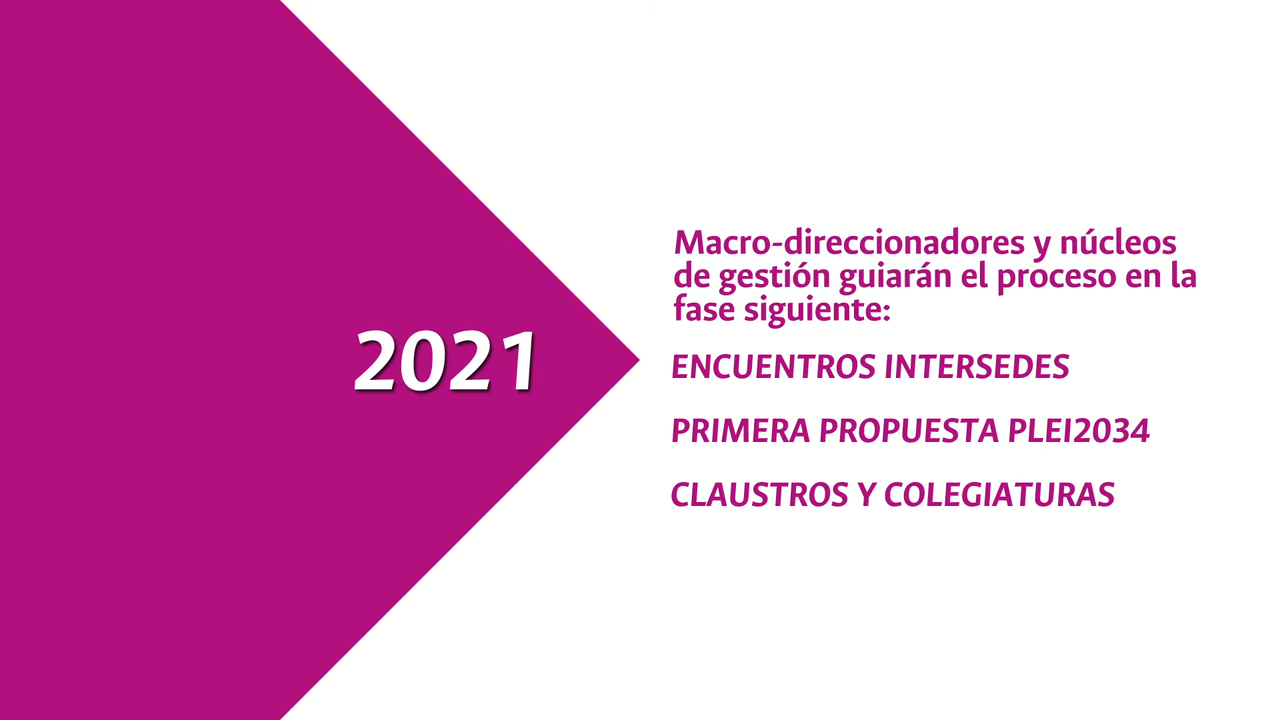 2021
Macro-direccionadores y núcleos
de gestión guiarán el proceso en la
fase siguiente:
ENCUENTROS INTERSEDES
PRIMERA PROPUESTA PLEI2034
CLAUSTROS Y COLEGIATURAS